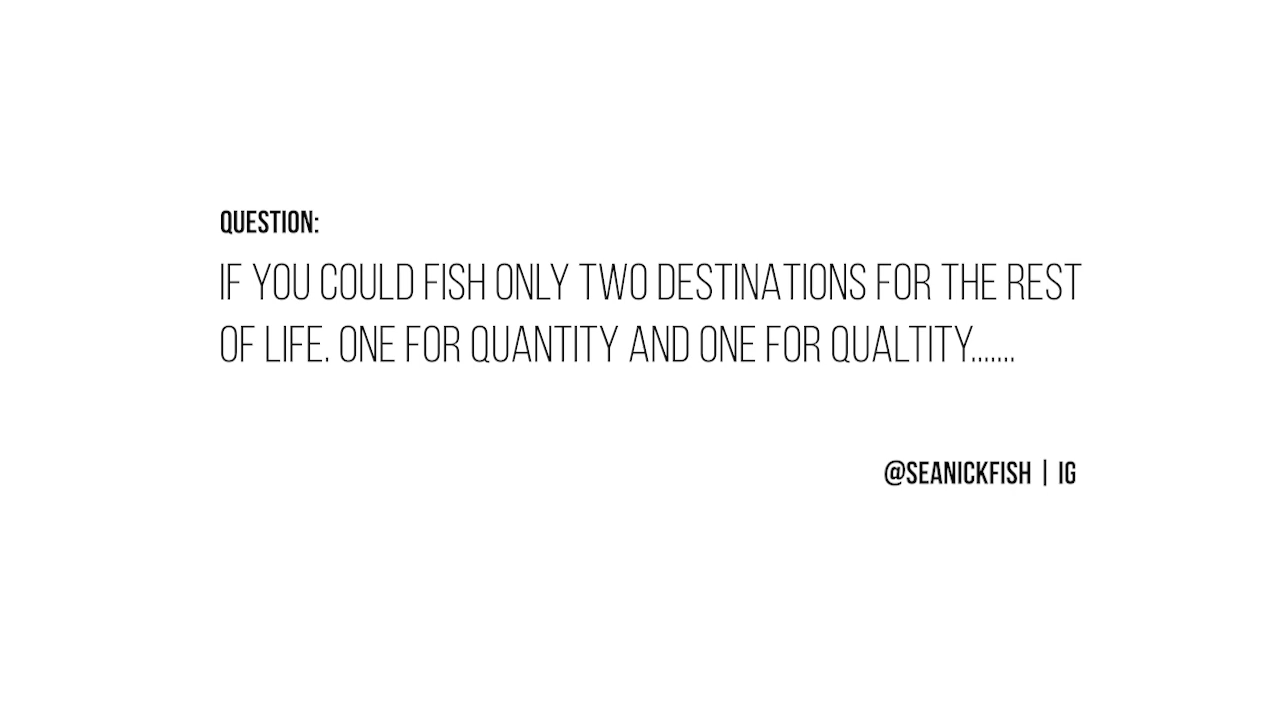 QUESTION:
IF YOU COULD FISH ONLY TWO DESTINATIONS FOR THE REST
OF LIFE. ONE FOR QUANTITY AND ONE FOR QUALTITY.......
@SEANICKFISH | IG